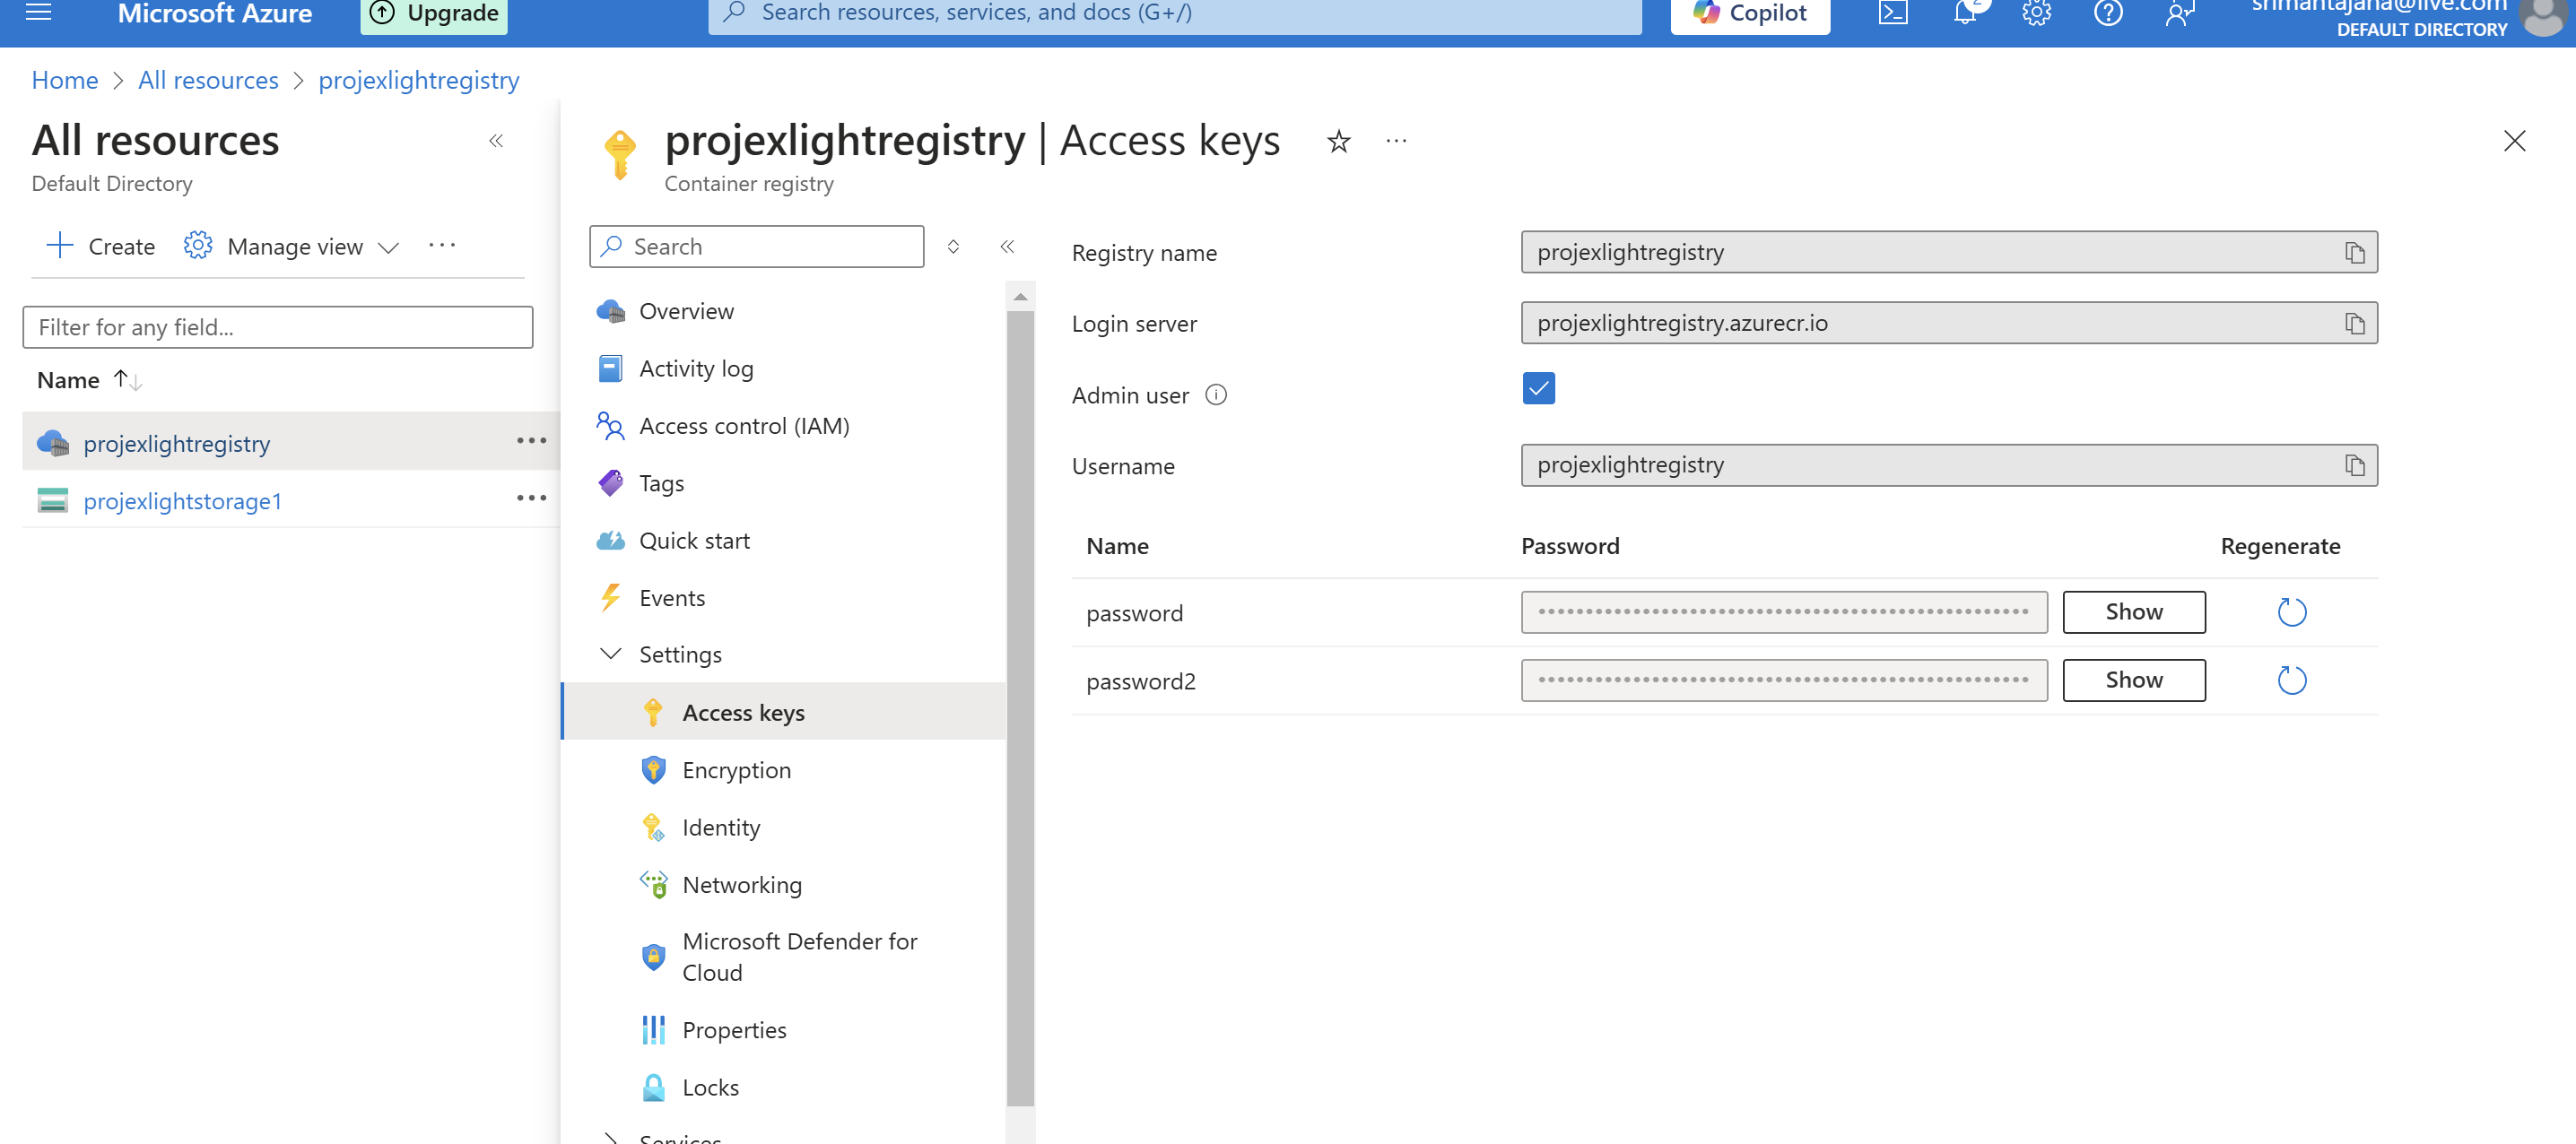 Microsoft Azure
Upgrade
Search resources, services, and docs (G+/)
Copilot
2
srimantajana@live.com
DEFAULT DIRECTORY
Home > All resources > projexlightregistry
All resources
Default Directory
Create
Manage view
Filter for any field...
Name
projexlightregistry
projexlightstorage1
projexlightregistry | Access keys
Container registry
Search
Overview
Activity log
Access control (IAM)
Tags
Quick start
Events
Settings
Access keys
Encryption
Identity
Networking
Microsoft Defender for
Cloud
Properties
Locks
Services
Registry name
projexlightregistry
Login server
projexlightregistry.azurecr.io
Admin user
Username
projexlightregistry
Name Password Regenerate
password Show
password2 Show